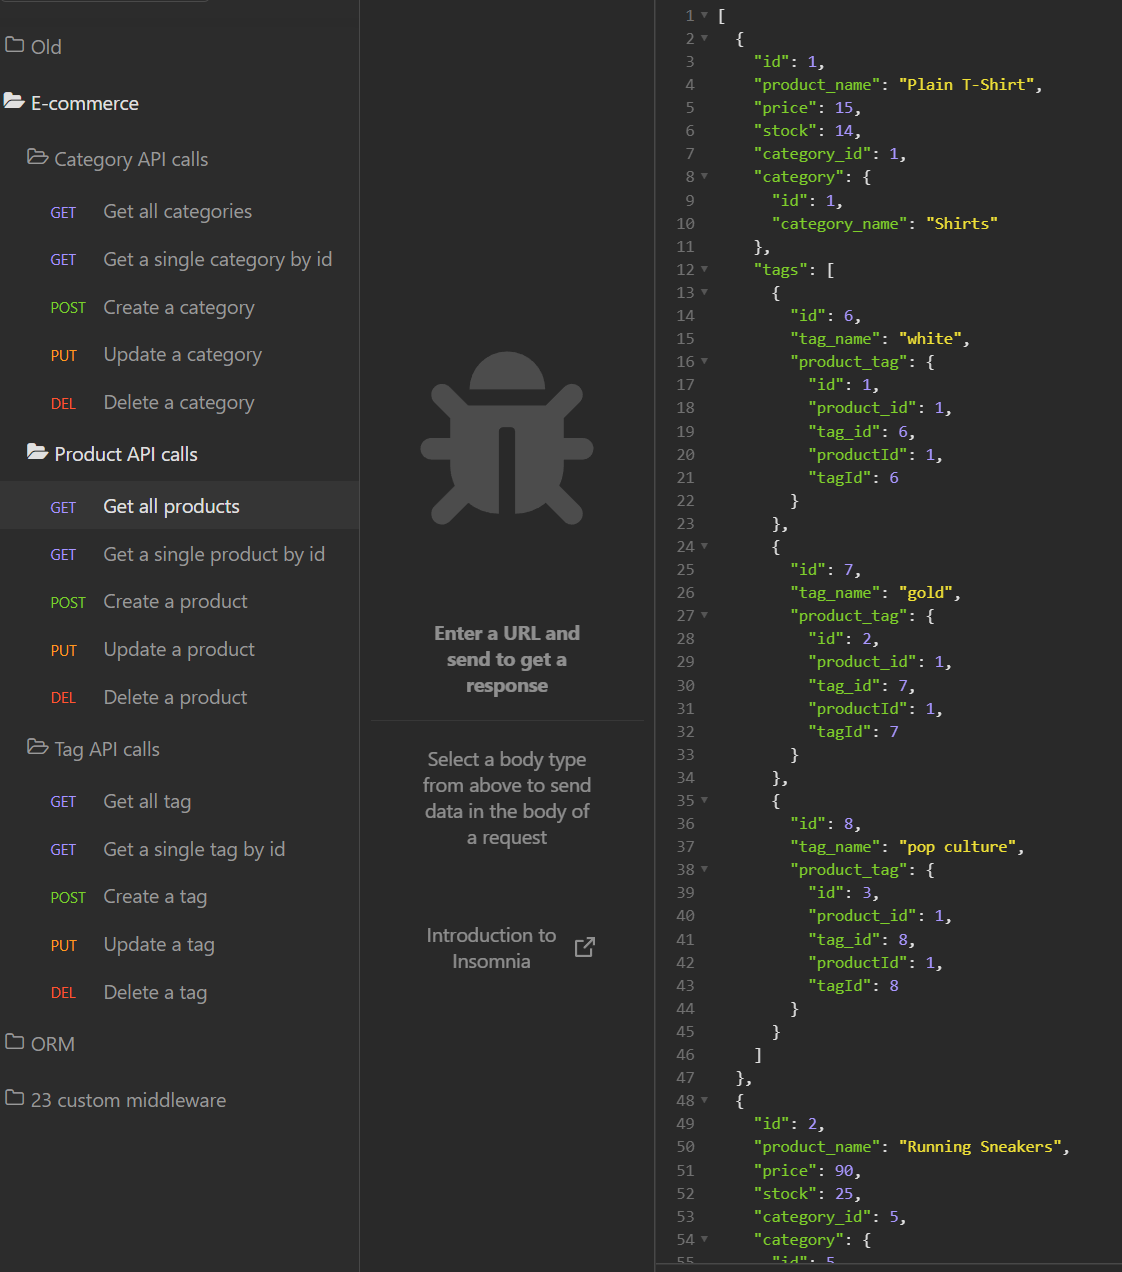 Old
E-commerce
Category API calls
GET Get all categories
GET Get a single category by id
POST Create a category
PUT Update a category
DEL Delete a category
Product API calls
GET Get all products
GET Get a single product by id
POST Create a product
PUT Update a product
DEL Delete a product
Tag API calls
GET Get all tag
GET Get a single tag by id
POST Create a tag
PUT Update a tag
DEL Delete a tag
ORM
23 custom middleware
Enter a URL and
send to get a
response
Select a body type
from above to send
data in the body of
a request
Introduction to
Insomnia
1 [
2 {
3 "id": 1,
4 "product_name": "Plain T-Shirt",
5 "price": 15,
6 "stock": 14,
7 "category_id": 1,
8 "category": {
9 "id": 1,
10 "category_name": "Shirts"
11 },
12 "tags": [
13 {
14 "id": 6,
15 "tag_name": "white",
16 "product_tag": {
17 "id": 1,
18 "product_id": 1,
19 "tag_id": 6,
20 "productId": 1,
21 "tagId": 6
22 }
23 },
24 {
25 "id": 7,
26 "tag_name": "gold",
27 "product_tag": {
28 "id": 2,
29 "product_id": 1,
30 "tag_id": 7,
31 "productId": 1,
32 "tagId": 7
33 }
34 },
35 {
36 "id": 8,
37 "tag_name": "pop culture",
38 "product_tag": {
39 "id": 3,
40 "product_id": 1,
41 "tag_id": 8,
42 "productId": 1,
43 "tagId": 8
44 }
45 }
46 ]
47 },
48 {
49 "id": 2,
50 "product_name": "Running Sneakers",
51 "price": 90,
52 "stock": 25,
53 "category_id": 5,
54 "category": {
55 "id": 5